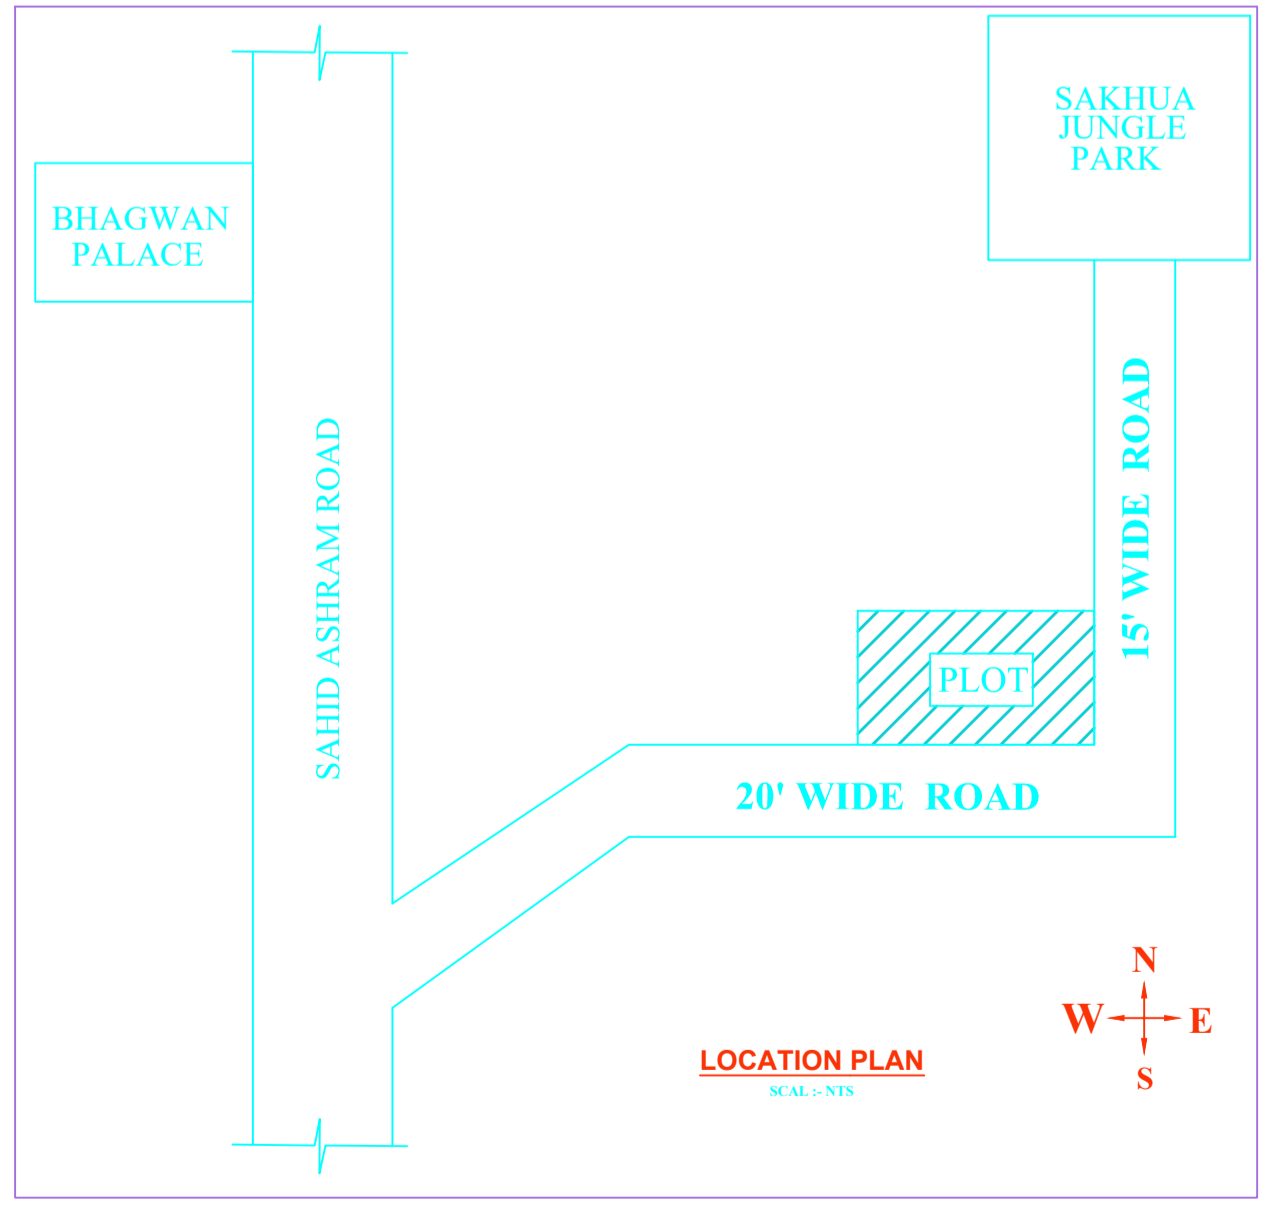 SAKHUA
JUNGLE
PARK
BHAGWAN
PALACE
SAHID ASHRAM ROAD
15' WIDE ROAD
PLOT
20' WIDE ROAD
N
W
E
S
LOCATION PLAN
SCAL :- NTS